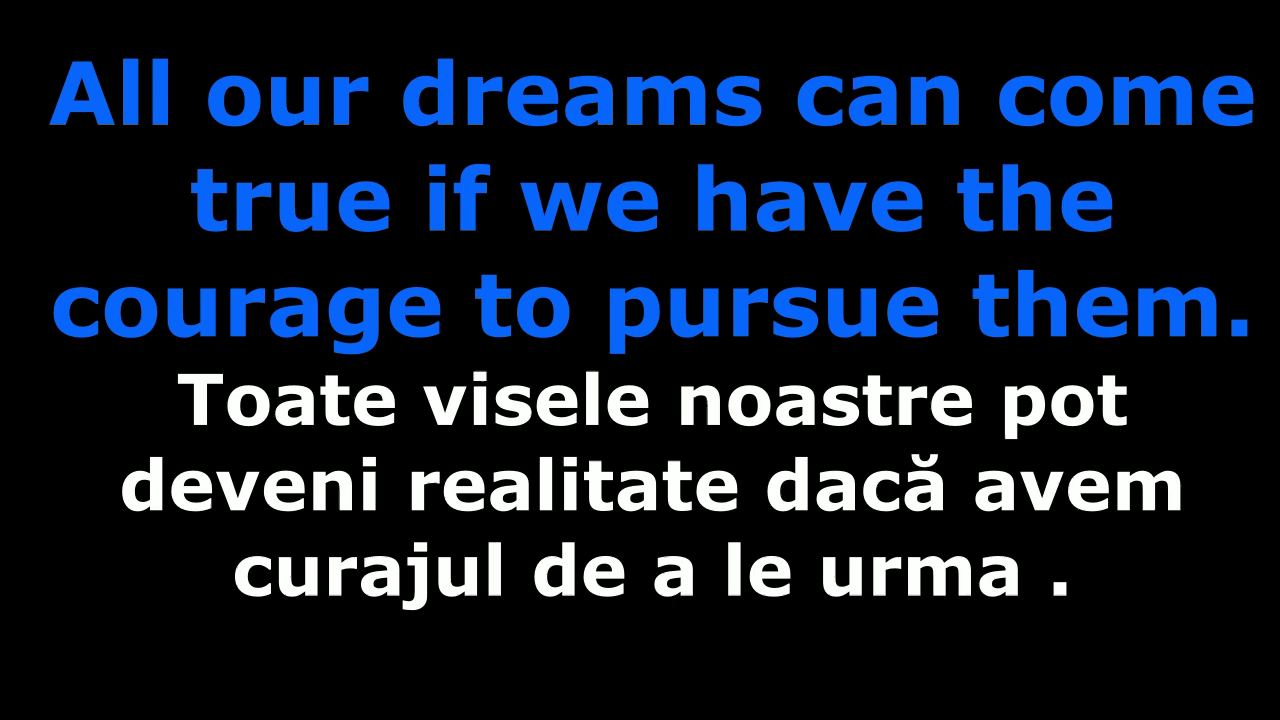 All our dreams can come
true if we have the
courage to pursue them.
Toate visele noastre pot
deveni realitate dacă avem
curajul de a le urma .